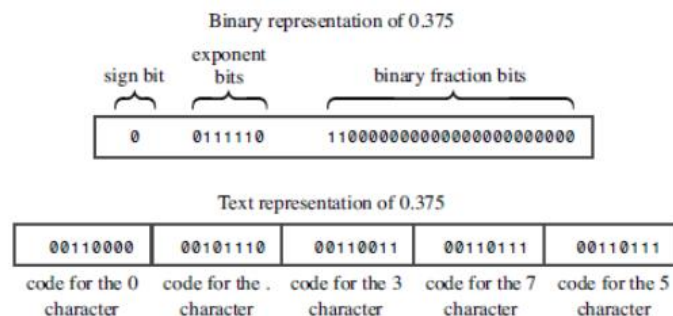 Binary representation of 0.375
exponent
sign bit bits binary fraction bits
0 0111110 110000000000000000000000
Text representation of 0.375
00110000 00101110 00110011 00110111 00110111
code for the 0 code for the . code for the 3 code for the 7 code for the 5
character character character character character